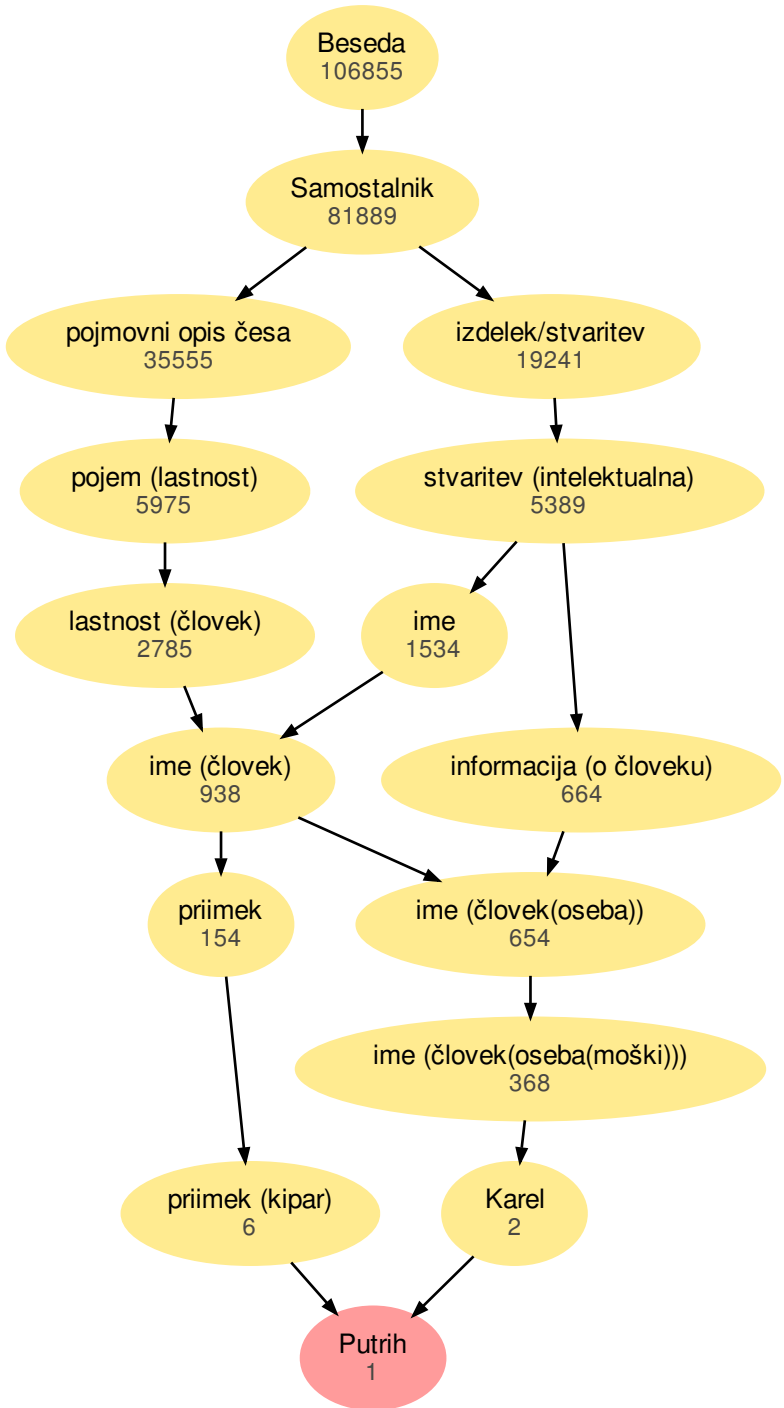 Beseda
106855
Samostalnik
81889
pojmovni opis česa
35555
izdelek/stvaritev
19241
pojem (lastnost)
5975
stvaritev (intelektualna)
5389
lastnost (človek)
2785
ime
1534
ime (človek)
938
informacija (o človeku)
664
priimek
154
ime (človek(oseba))
654
ime (človek(oseba(moški)))
368
priimek (kipar)
6
Karel
2
Putrih
1